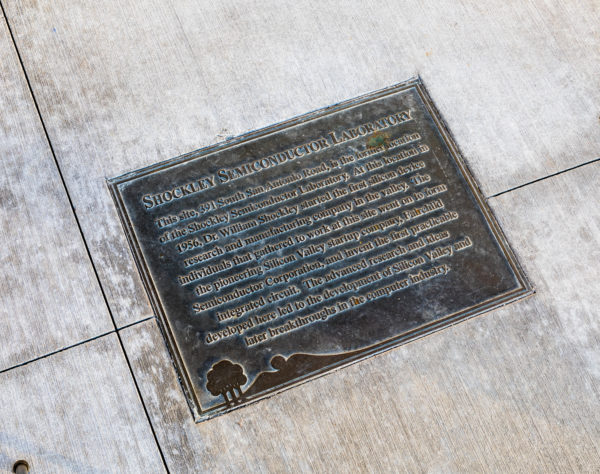 SHOCKLEY SEMICONDUCTOR LABORATORY
This site, 391 South San Antonio Road, is the former location
of the Shockley Semiconductor Laboratory. At this location in
1956, Dr. William Shockley started the first silicon device
research and manufacturing company in the valley. The
individuals that gathered to work at this site went on to form
the pioneering Silicon Valley startup company, Fairchild
Semiconductor Corporation, and invent the first practicable
integrated circuit. The advanced research and ideas
developed here led to the development of Silicon Valley and
later breakthroughs in the computer industry.